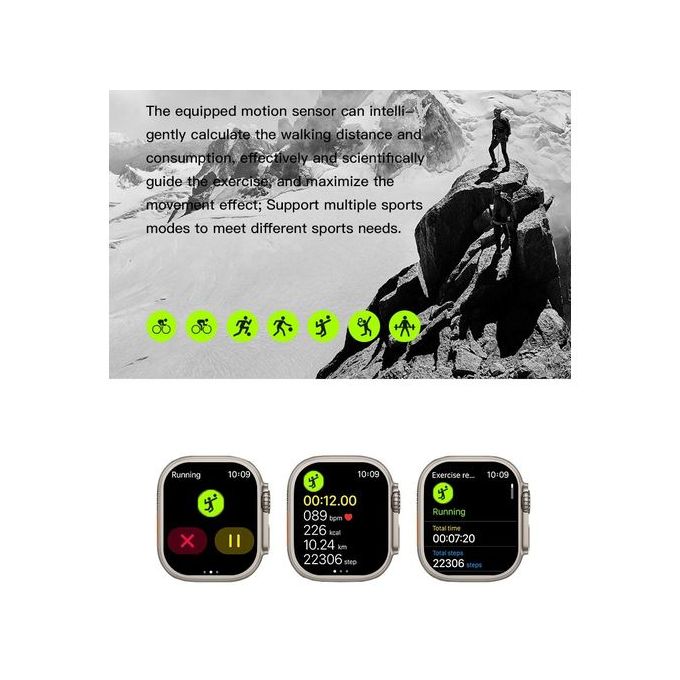 The equipped motion sensor can intelli-
gently calculate the walking distance and
consumption, effectively and scientifically
guide the exercise, and maximize the
movement effect; Support multiple sports
modes to meet different sports needs.
Running 10:09
10:09
00:12.00
089 bpm
226 kcal
10.24 km
22306 step
Exercise re... 10:09
Running
Total time
00:07:20
Total steps
22306 steps